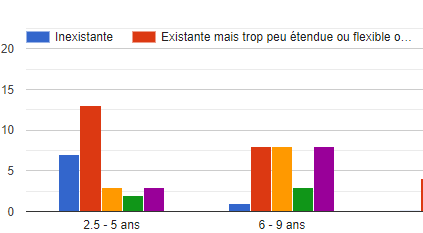 Inexistante
Existante mais trop peu étendue ou flexible o...
20
15
10
5
0
2.5 - 5 ans
6 - 9 ans